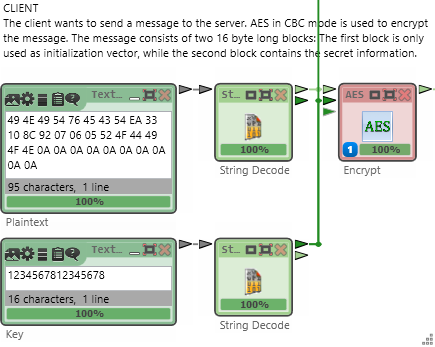 CLIENT
The client wants to send a message to the server. AES in CBC mode is used to encrypt
the message. The message consists of two 16 byte long blocks: The first block is only
used as initialization vector, while the second block contains the secret information.
Text...
St...
AES
49 4E 49 54 76 45 43 54 EA 33
10 8C 92 07 06 05 52 4F 44 49
4F 4E 0A 0A 0A 0A 0A 0A 0A 0A
0A 0A
AES
95 characters,  1 line
100%
100%
1
100%
String Decode
Encrypt
Plaintext
Text...
St...
1234567812345678
16 characters,  1 line
100%
100%
String Decode
Key